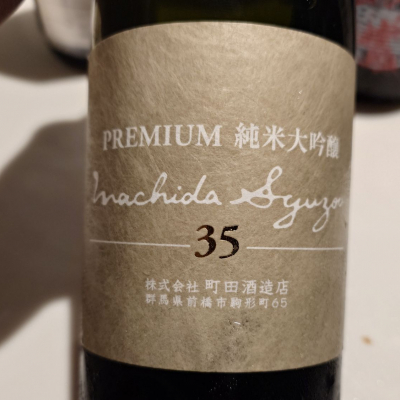 PREMIUM 純米大吟醸
Machida Syuzou
35
株式会社 町田酒造店
群馬県前橋市駒形町65